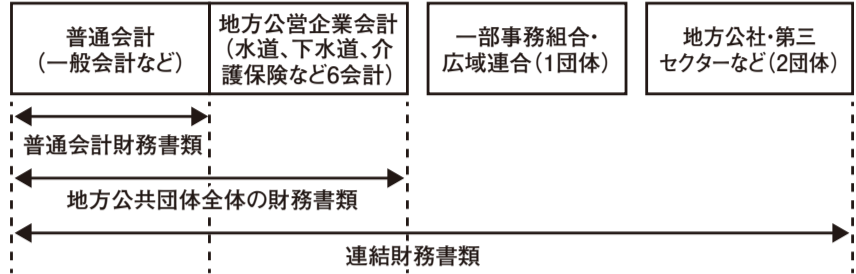 普通会計
（一般会計など）
地方公営企業会計
（水道、下水道、介
護保険など6会計）
一部事務組合・
広域連合（1団体）
地方公社・第三
セクターなど（2団体）
普通会計財務書類
地方公共団体全体の財務書類
連結財務書類